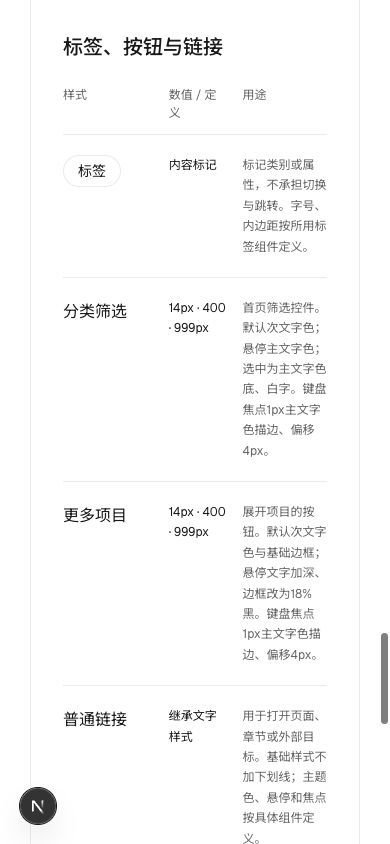 标签、按钮与链接
样式
数值 / 定
义
用途
标签
内容标记
标记类别或属
性，不承担切换
与跳转。字号、
内边距按所用标
签组件定义。
分类筛选
14px · 400
· 999px
首页筛选控件。
默认次文字色；
悬停主文字色；
选中为主文字色
底、白字。键盘
焦点1px主文字
色描边、偏移
4px。
更多项目
14px · 400
· 999px
展开项目的按
钮。默认次文字
色与基础边框；
悬停文字加深、
边框改为18%
黑。键盘焦点
1px主文字色描
边、偏移4px。
普通链接
继承文字
样式
用于打开页面、
章节或外部目
标。基础样式不
加下划线；主题
色、悬停和焦点
按具体组件定
义。
N